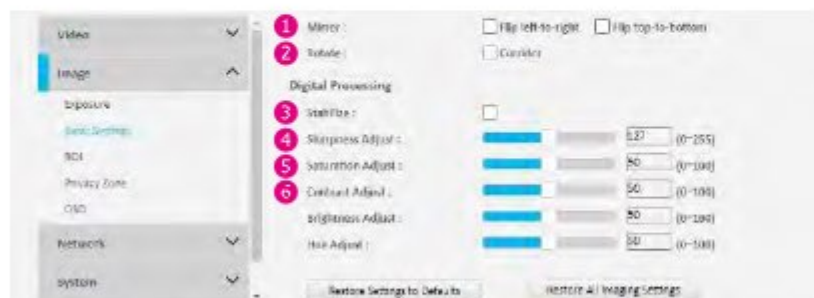 Video
Image
Exposure
Basic Settings
ROI
Privacy Zone
OSD
Network
System
1 Mirror : Flip left-to-right Flip top-to-bottom
2 Rotate : Corridor
Digital Processing
3 Stabilize :
4 Sharpness Adjust : 127 (0~255)
5 Saturation Adjust : 50 (0~100)
6 Contrast Adjust : 50 (0~100)
Brightness Adjust : 50 (0~100)
Hue Adjust : 50 (0~100)
Restore Settings to Defaults Restore All Imaging Settings